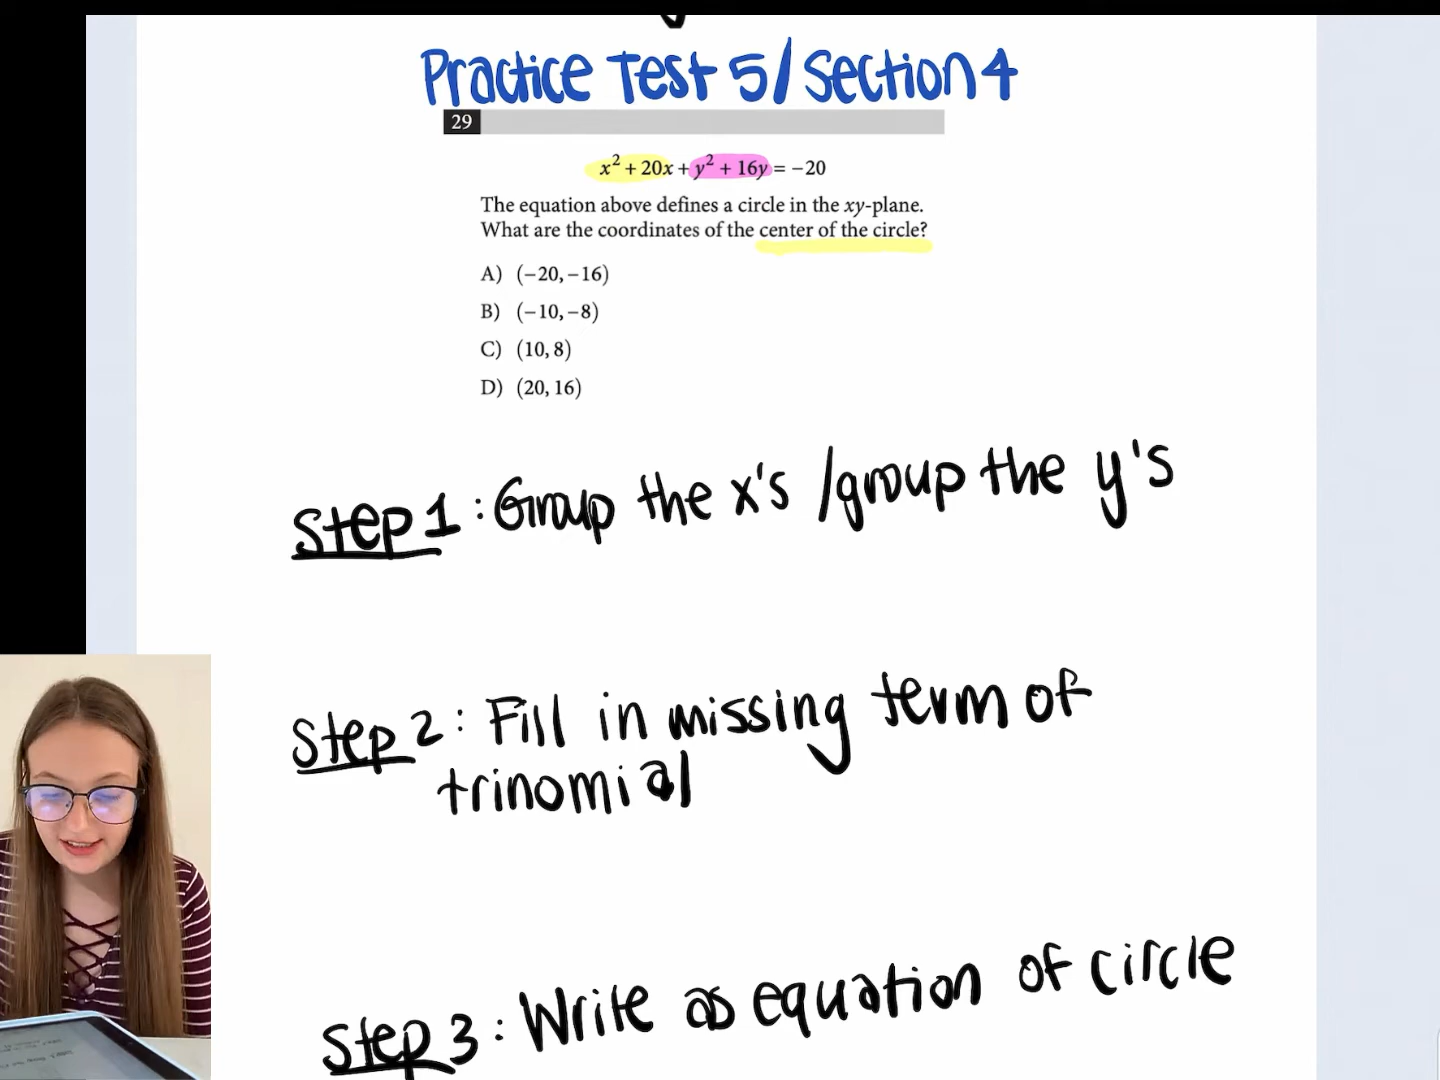 Practice Test 5/Section 4
29
x² + 20x + y² + 16y = −20
The equation above defines a circle in the xy-plane.
What are the coordinates of the center of the circle?
A) (−20, −16)
B) (−10, −8)
C) (10, 8)
D) (20, 16)
Step 1: Group the x's /group the y's
Step 2: Fill in missing term of
trinomial
Step 3: Write as equation of circle